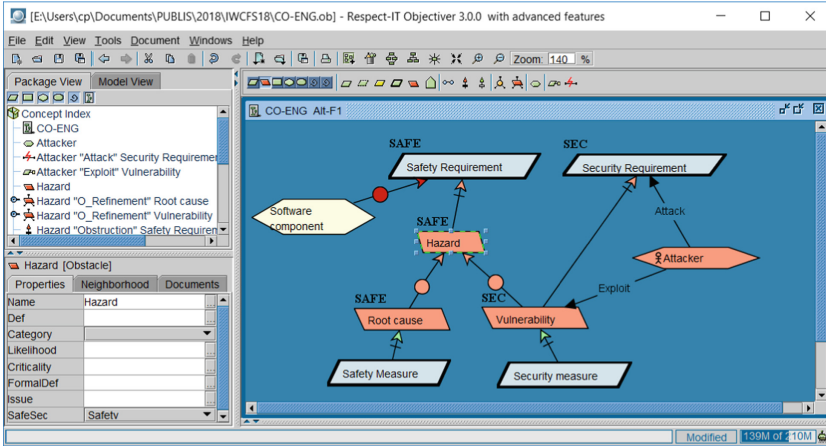 [E:\Users\cp\Documents\PUBLIS\2018\IWCFS18\CO-ENG.ob] - Respect-IT Objectiver 3.0.0 with advanced features
File Edit View Tools Document Windows Help
Zoom: 140 %
Package View Model View
Concept Index
CO-ENG
Attacker
Attacker "Attack" Security Requiremer
Attacker "Exploit" Vulnerability
Hazard
Hazard "O_Refinement" Root cause
Hazard "O_Refinement" Vulnerability
Hazard "Obstruction" Safety Requiren
Hazard [Obstacle]
Properties Neighborhood Documents
Name Hazard
Def
Category
Likelihood
Criticality
FormalDef
Issue
SafeSec Safety
CO-ENG Alt-F1
SAFE SEC
Safety Requirement Security Requirement
Software
component
SAFE
Hazard
Attack
Attacker
Exploit
SAFE SEC
Root cause Vulnerability
Safety Measure Security measure
Modified 139M of 210M